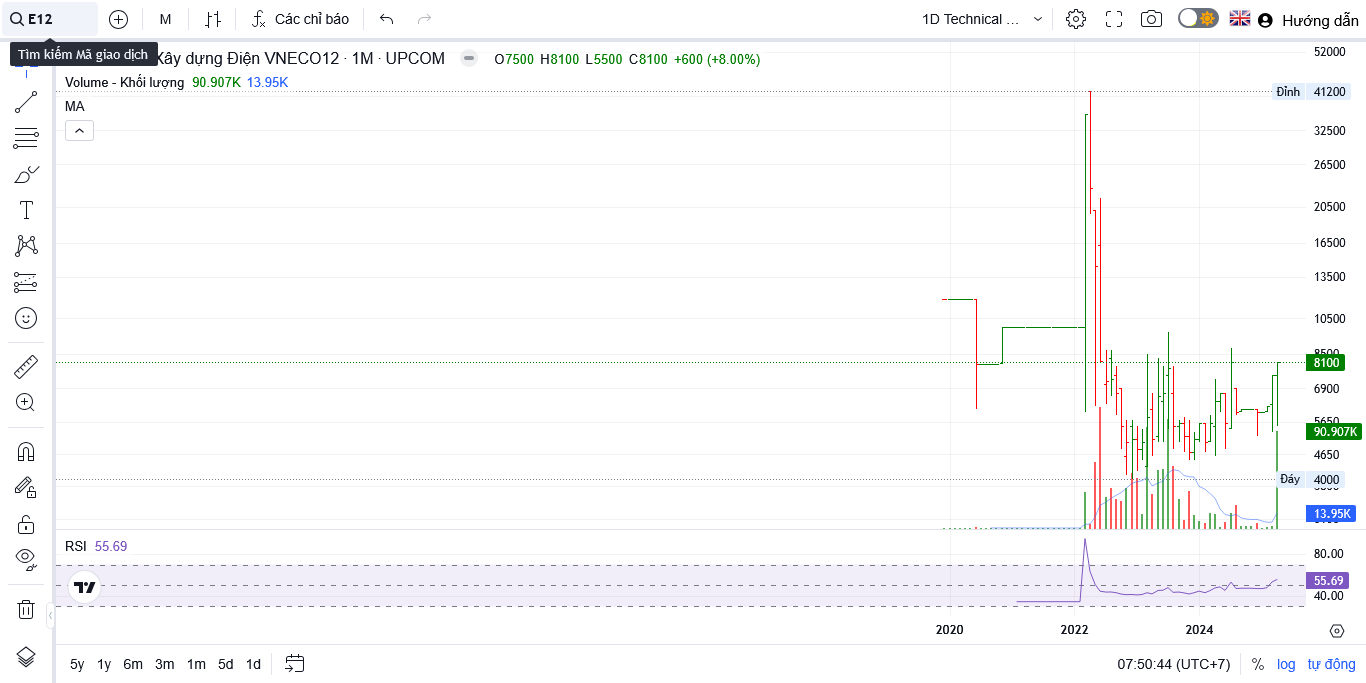 E12
M
Các chỉ báo
1D Technical ...
Hướng dẫn
Tìm kiếm Mã giao dịch
Xây dựng Điện VNECO12 · 1M · UPCOM
O7500 H8100 L5500 C8100 +600 (+8.00%)
Volume - Khối lượng 90.907K 13.95K
MA
52000
Đỉnh 41200
32500
26500
20500
16500
13500
10500
8500
8100
6900
5650
90.907K
4650
Đáy 4000
13.95K
RSI 55.69
80.00
55.69
40.00
2020 2022 2024
5y 1y 6m 3m 1m 5d 1d
07:50:44 (UTC+7) % log tự động